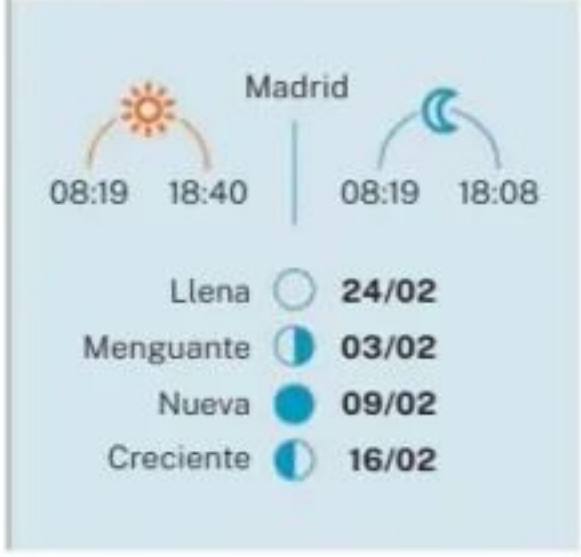 Madrid
08:19 18:40 08:19 18:08
Llena 24/02
Menguante 03/02
Nueva 09/02
Creciente 16/02